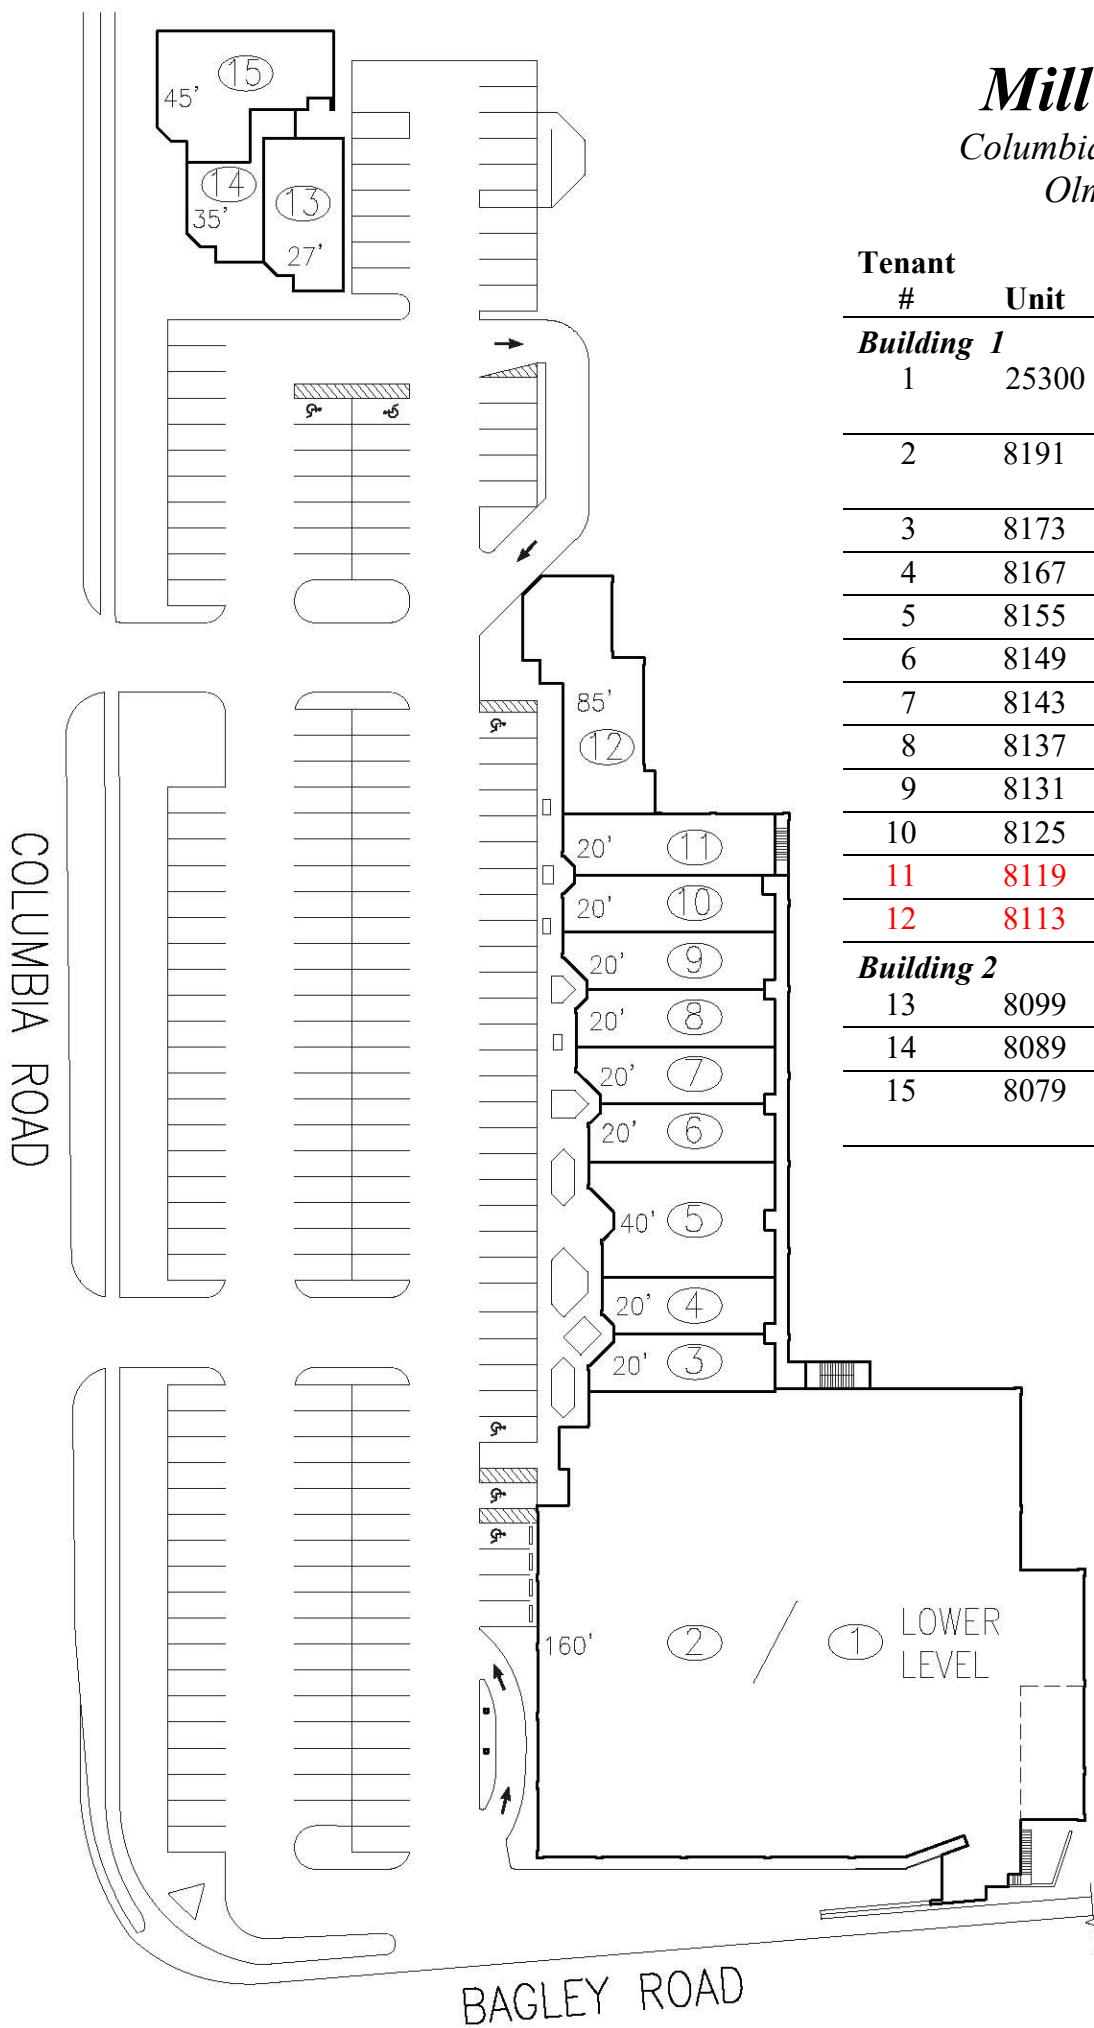 Mill
Columbia
Olm
Tenant
# Unit
Building 1
1 25300
2 8191
3 8173
4 8167
5 8155
6 8149
7 8143
8 8137
9 8131
10 8125
11 8119
12 8113
Building 2
13 8099
14 8089
15 8079
15
45'
14
35'
13
27'
85'
12
20' 11
20' 10
20' 9
20' 8
20' 7
20' 6
40' 5
20' 4
20' 3
160' 2 / 1 LOWER
LEVEL
COLUMBIA ROAD
BAGLEY ROAD